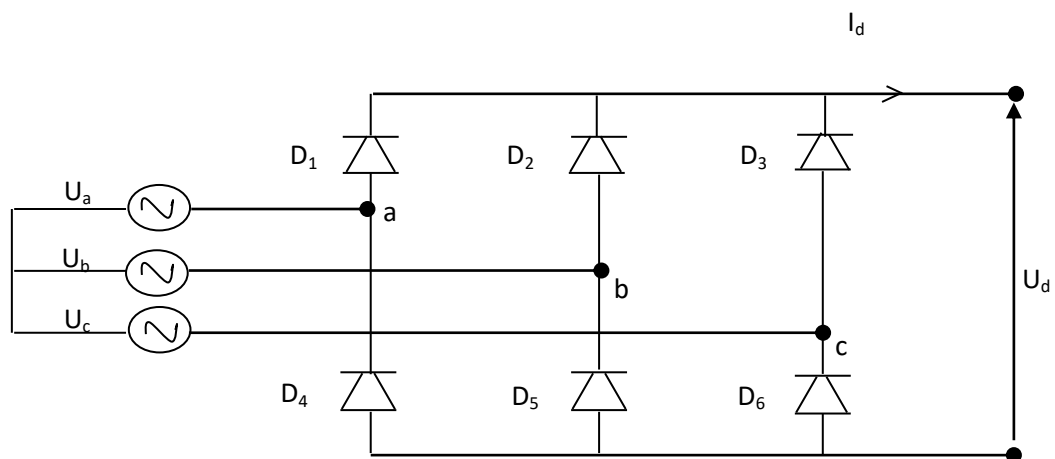 I_d
D_1 D_2 D_3
U_a
a
U_b
b
U_d
U_c
c
D_4 D_5 D_6